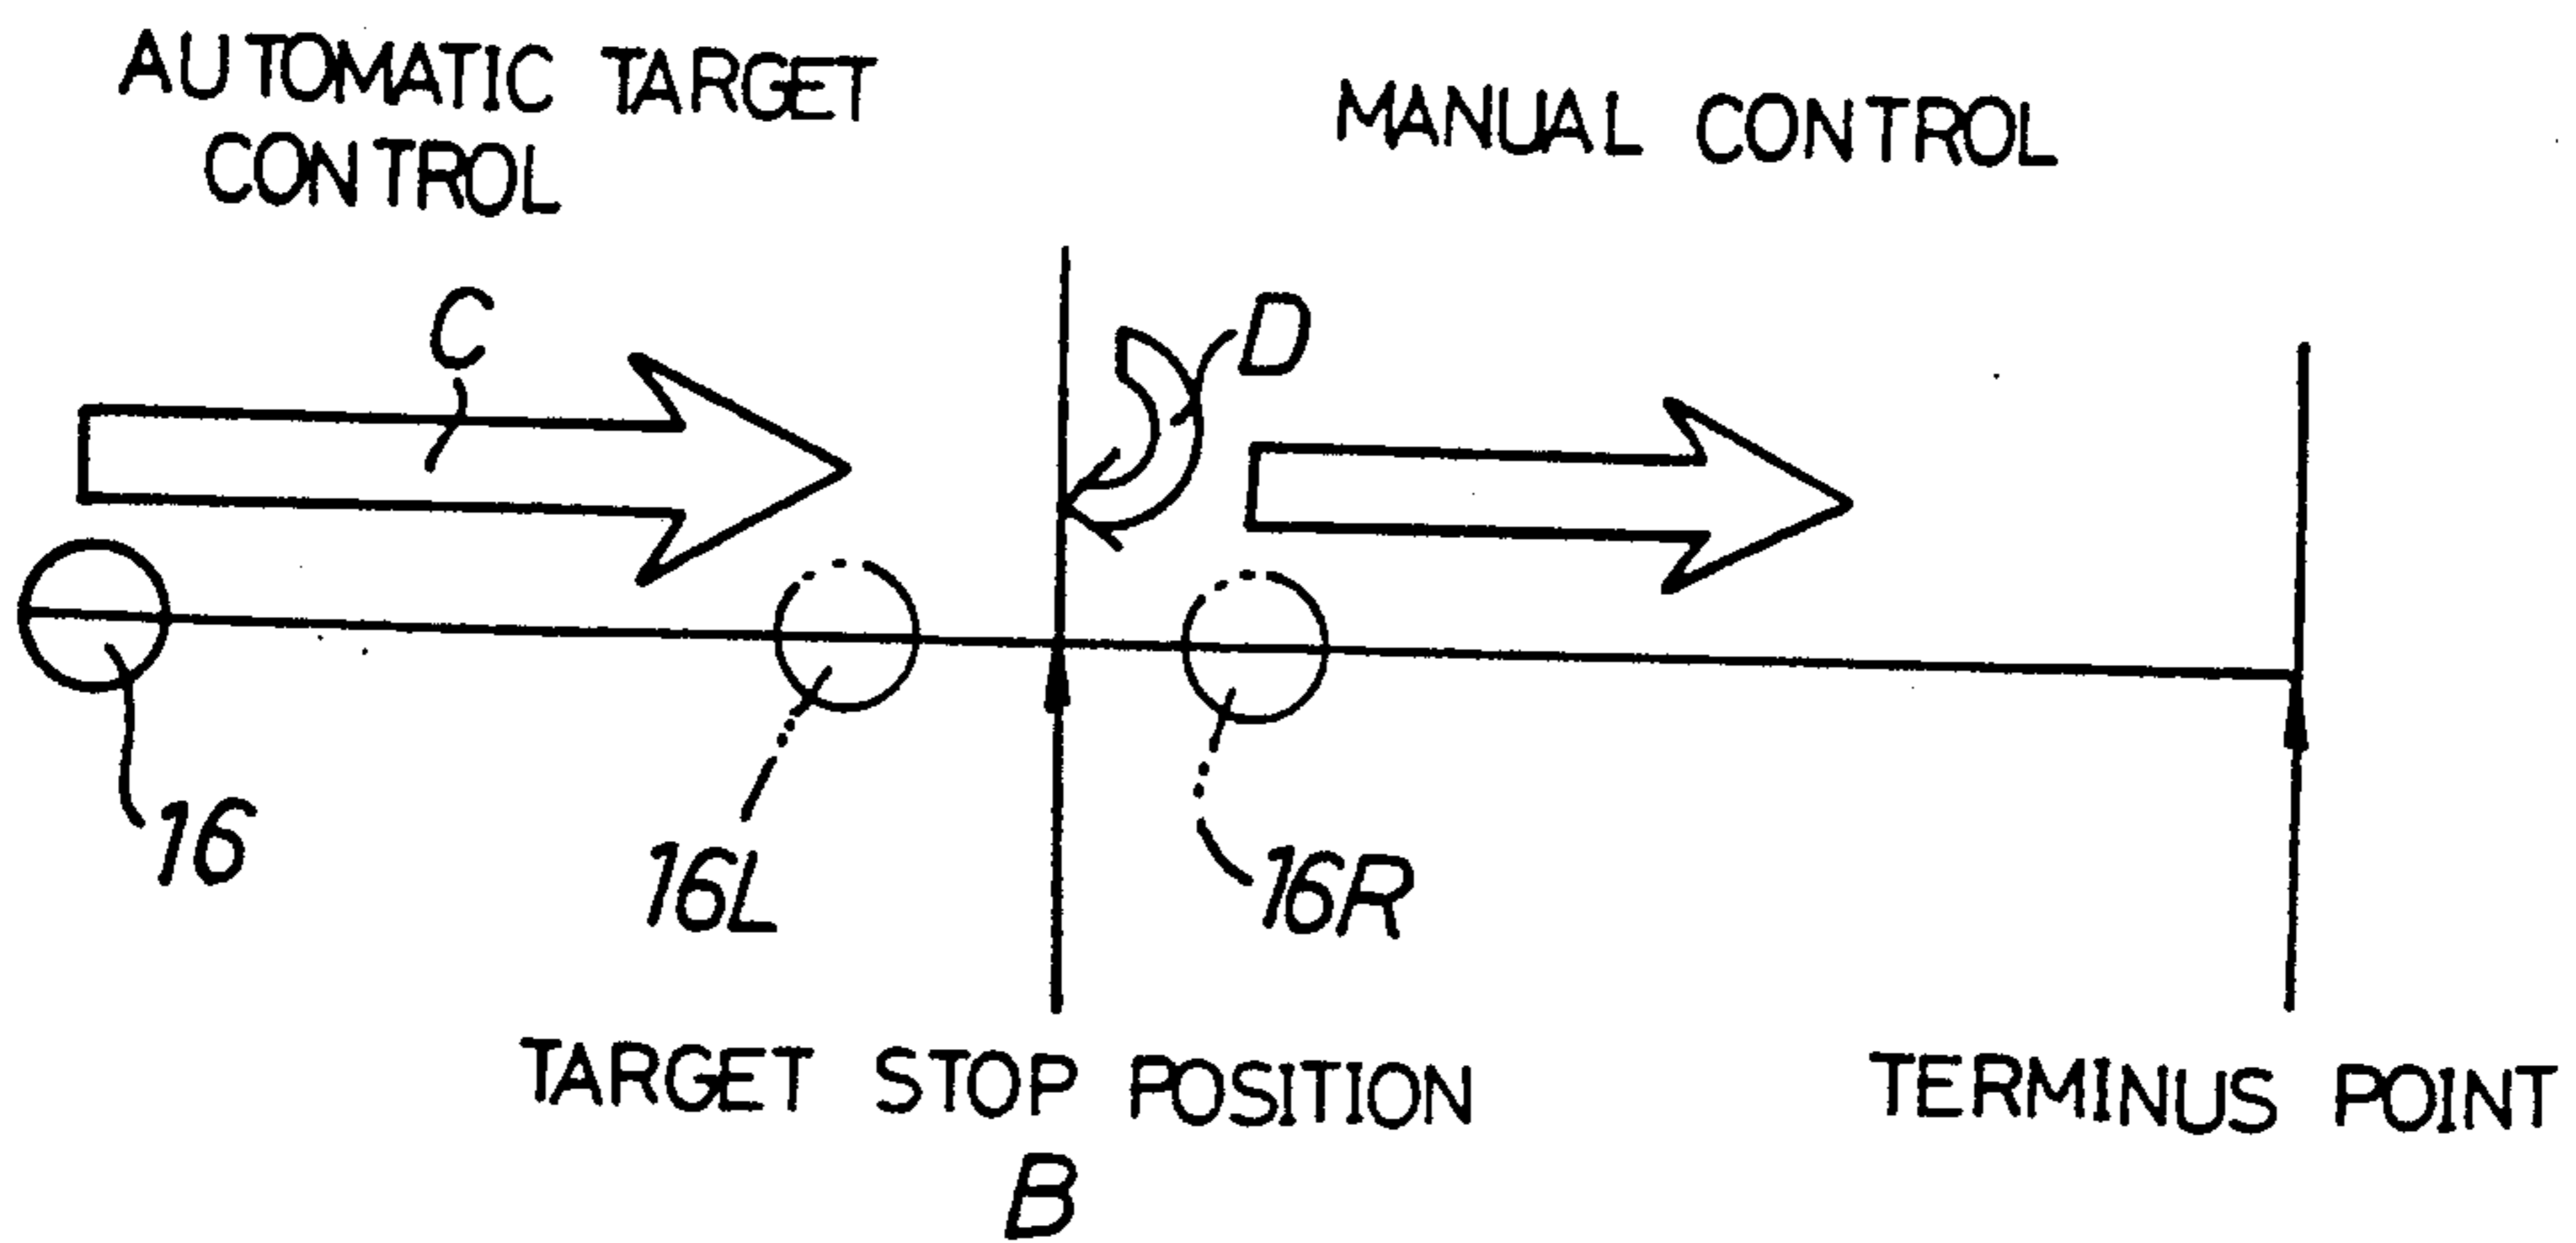 AUTOMATIC TARGET
CONTROL
MANUAL CONTROL
C
D
16
16L
16R
TARGET STOP POSITION
B
TERMINUS POINT